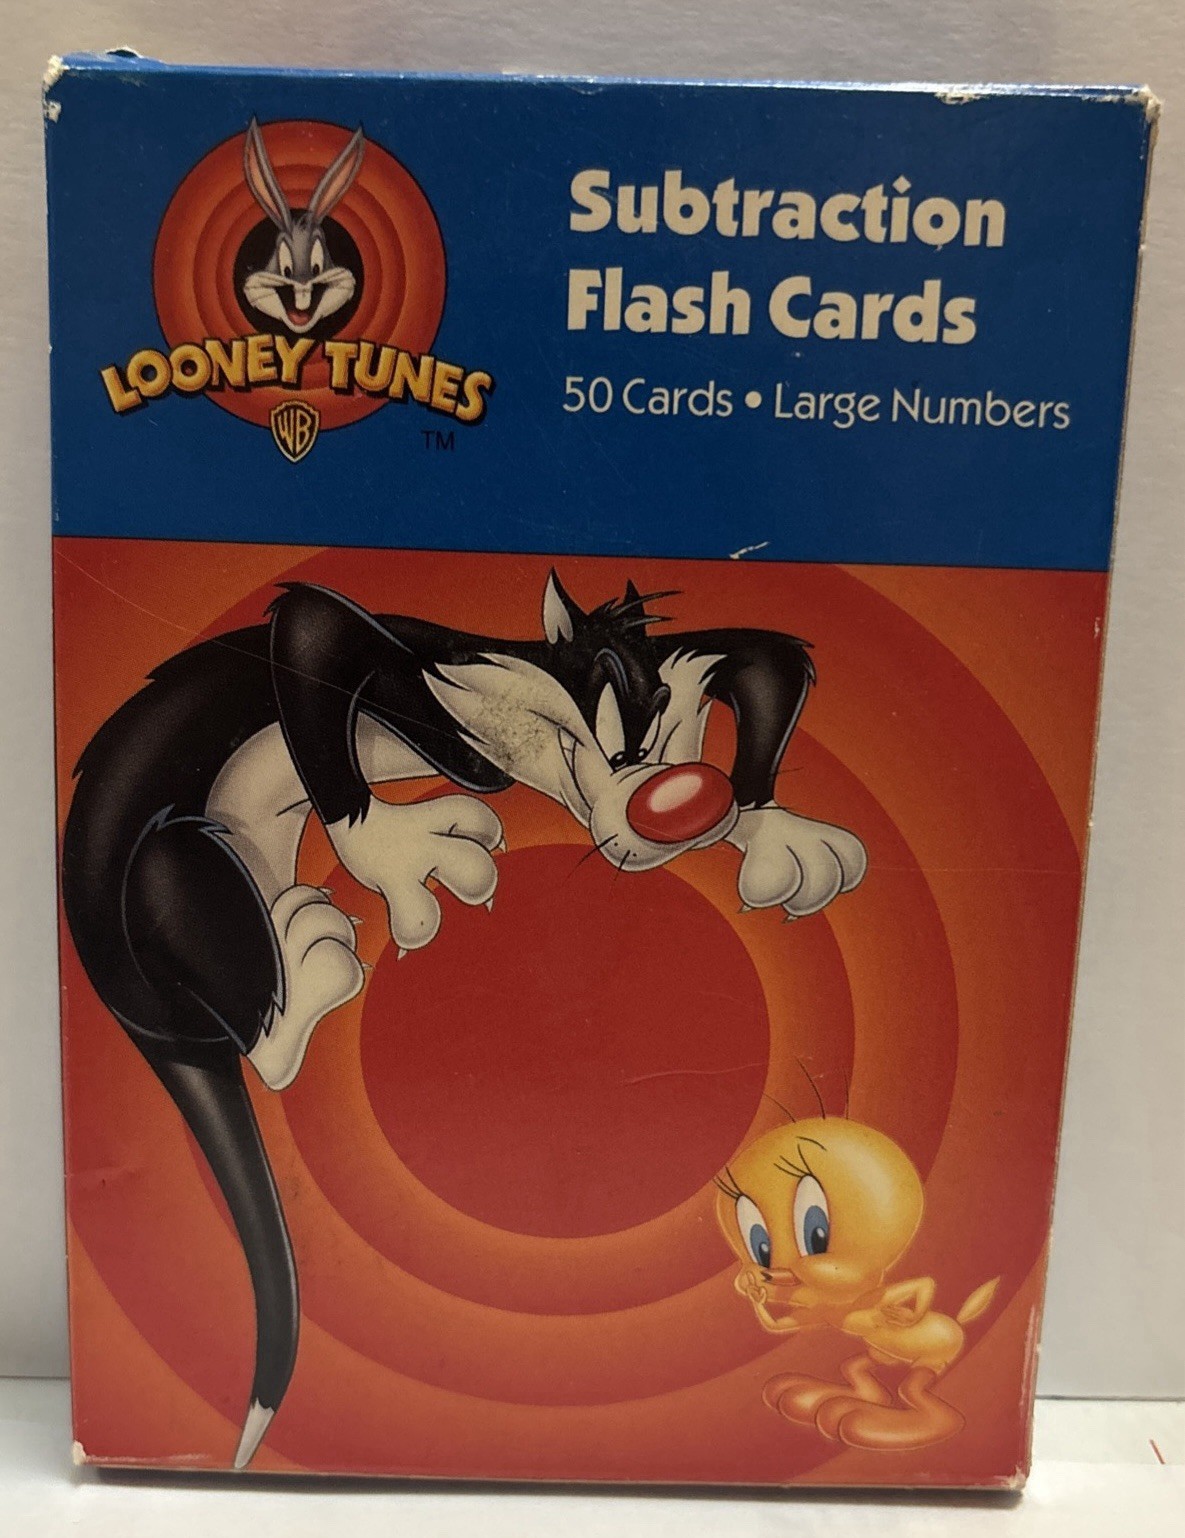 LOONEY TUNES
WB
TM
Subtraction
Flash Cards
50 Cards • Large Numbers